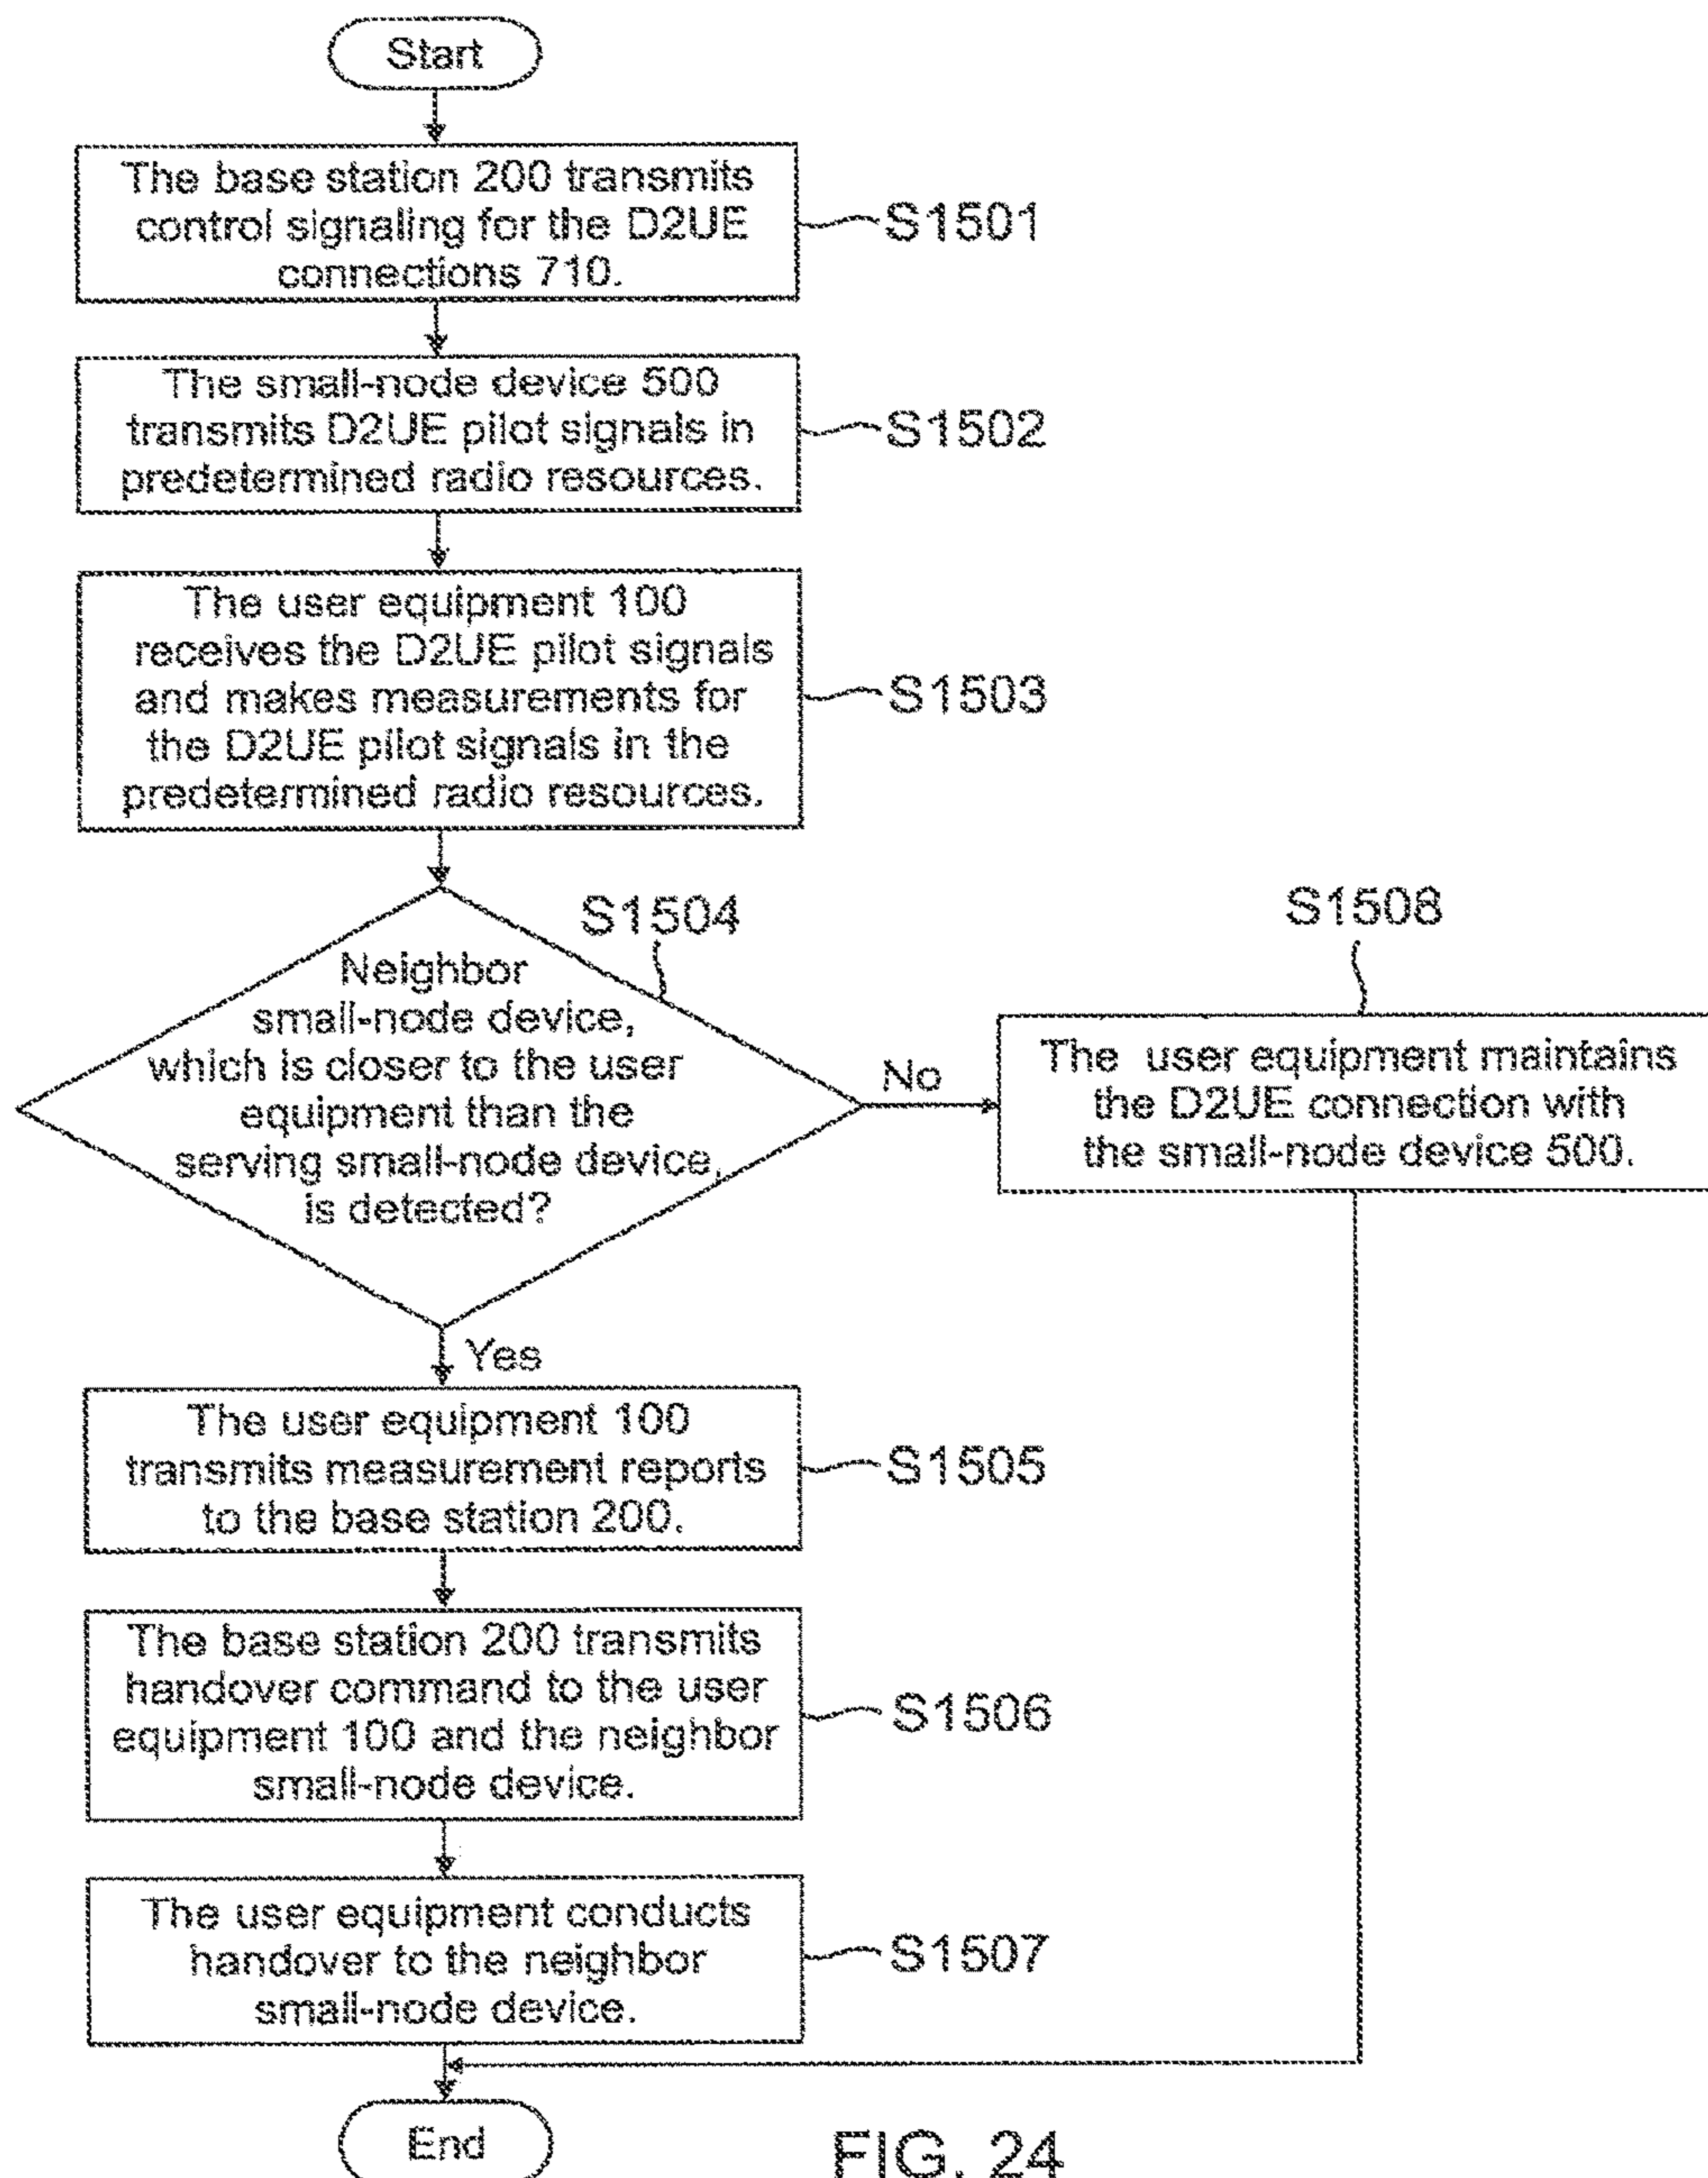 Start
The base station 200 transmits
control signaling for the D2UE
connections 710.
S1501
The small-node device 500
transmits D2UE pilot signals in
predetermined radio resources.
S1502
The user equipment 100
receives the D2UE pilot signals
and makes measurements for
the D2UE pilot signals in the
predetermined radio resources.
S1503
S1504
Neighbor
small-node device,
which is closer to the user
equipment than the
serving small-node device,
is detected?
No
S1508
The user equipment maintains
the D2UE connection with
the small-node device 500.
Yes
The user equipment 100
transmits measurement reports
to the base station 200.
S1505
The base station 200 transmits
handover command to the user
equipment 100 and the neighbor
small-node device.
S1506
The user equipment conducts
handover to the neighbor
small-node device.
S1507
End
FIG. 24